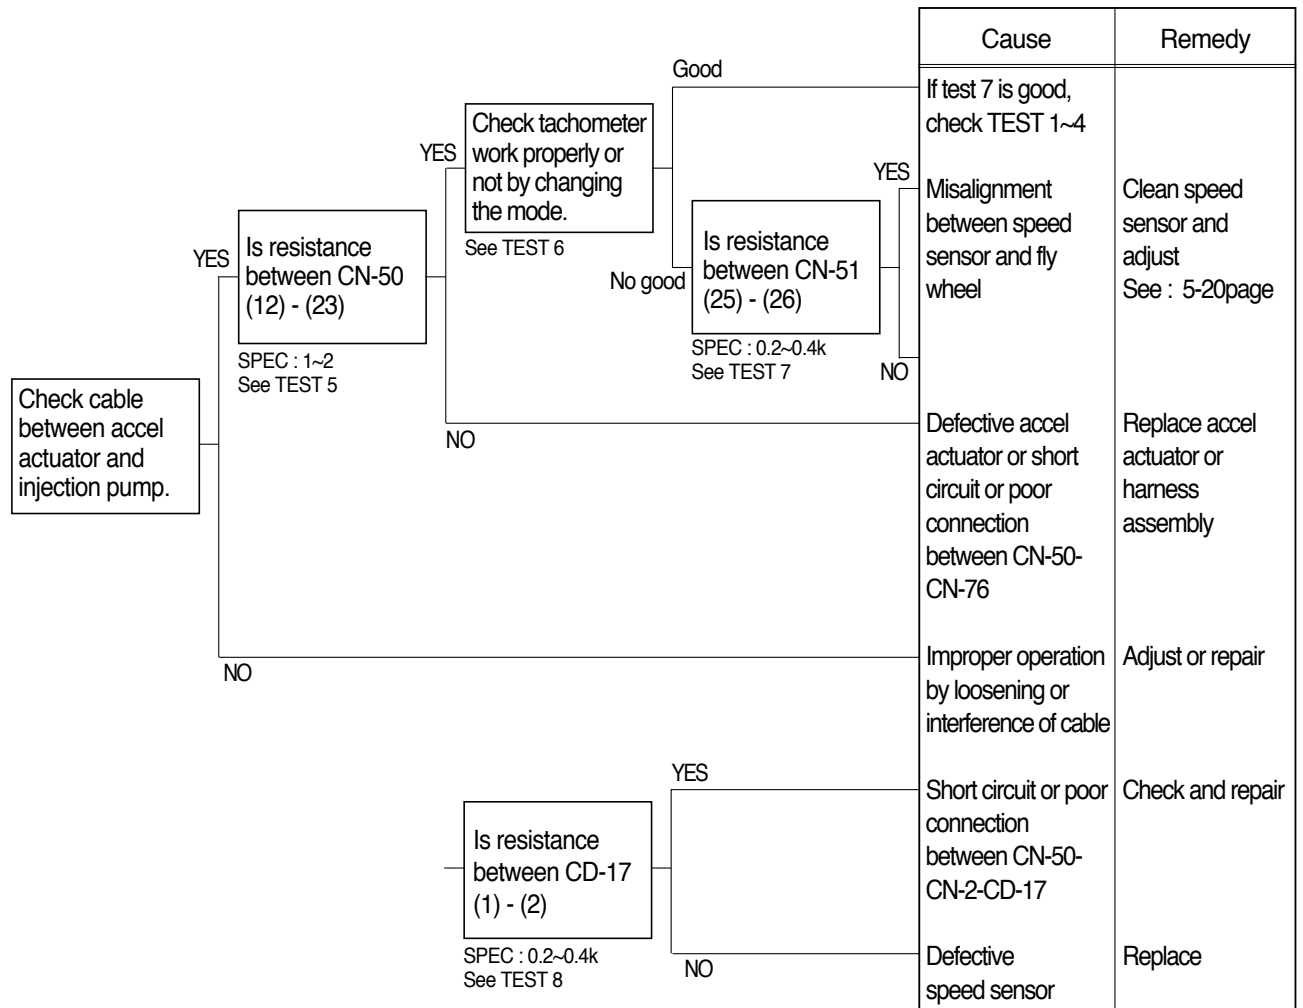 Cause
Remedy
Good
If test 7 is good,
check TEST 1~4
Check tachometer
work properly or
not by changing
the mode.
See TEST 6
YES
YES
Misalignment
between speed
sensor and fly
wheel
Clean speed
sensor and
adjust
See : 5-20page
Is resistance
between CN-51
(25) - (26)
No good
SPEC : 0.2~0.4k
See TEST 7
NO
YES
Is resistance
between CN-50
(12) - (23)
SPEC : 1~2
See TEST 5
Check cable
between accel
actuator and
injection pump.
NO
Defective accel
actuator or short
circuit or poor
connection
between CN-50-
CN-76
Replace accel
actuator or
harness
assembly
NO
Improper operation
by loosening or
interference of cable
Adjust or repair
YES
Short circuit or poor
connection
between CN-50-
CN-2-CD-17
Check and repair
Is resistance
between CD-17
(1) - (2)
SPEC : 0.2~0.4k
See TEST 8
NO
Defective
speed sensor
Replace